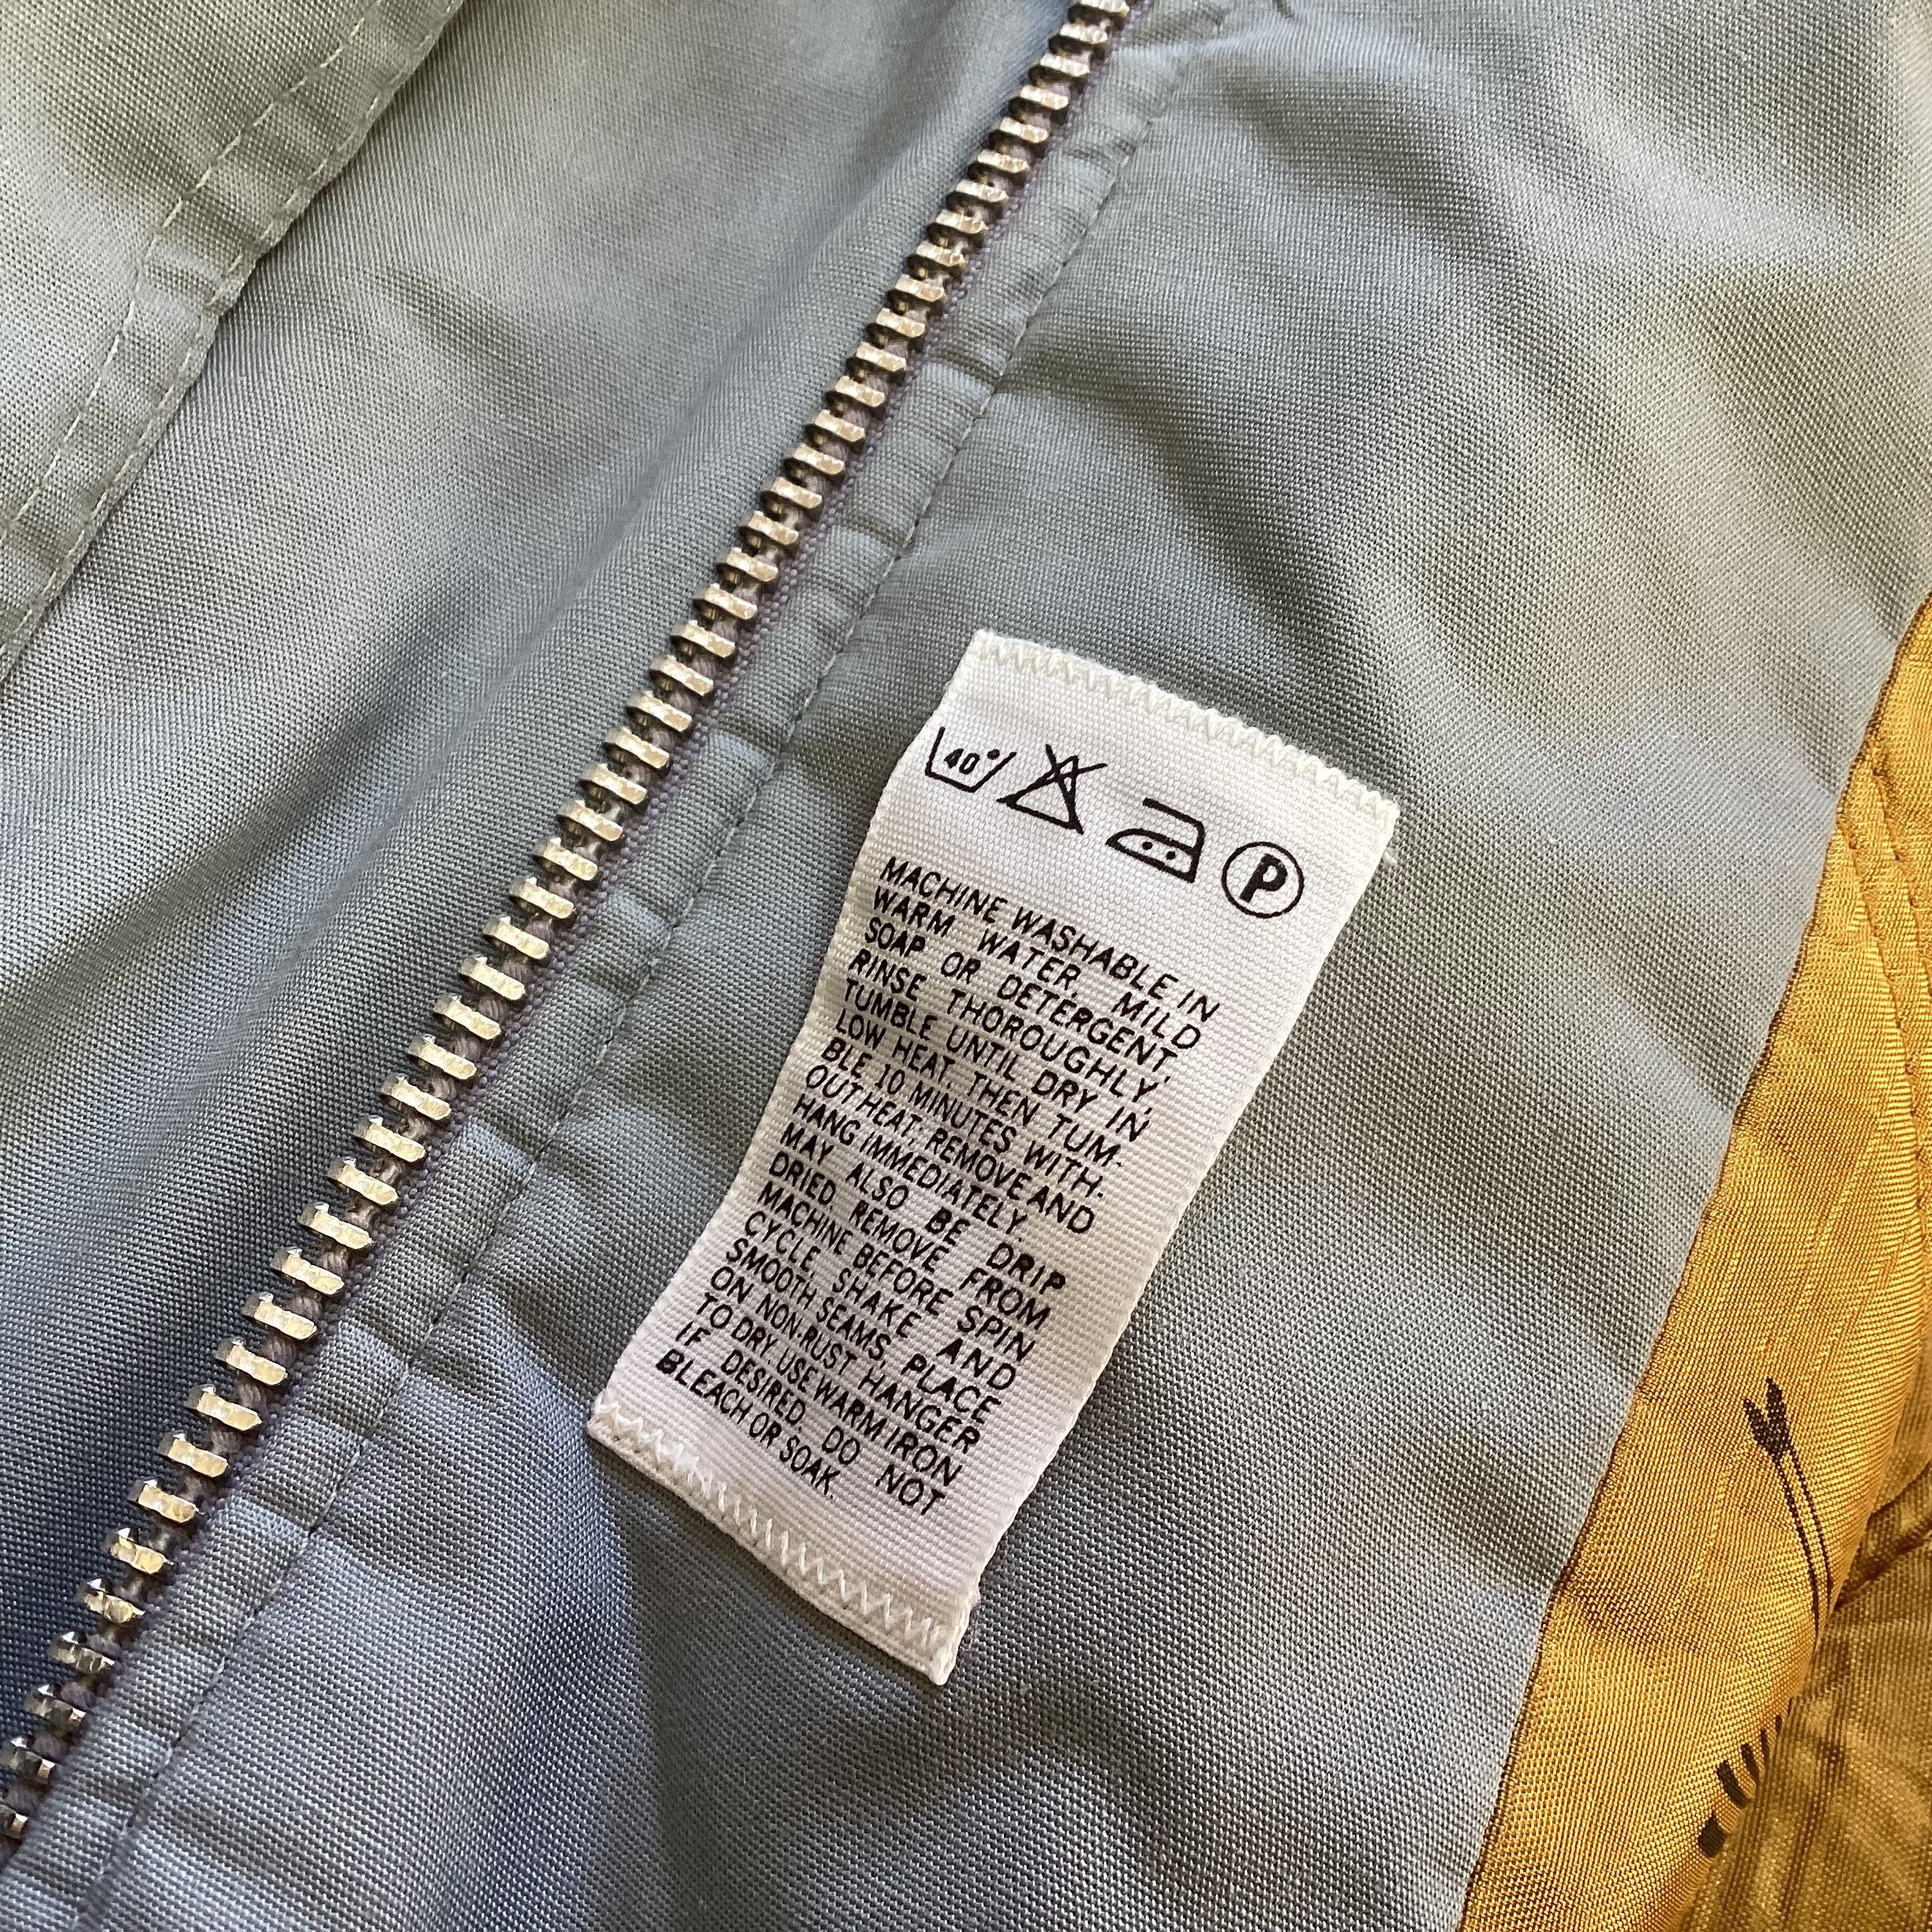 40°
P
MACHINE WASHABLE IN
WARM WATER, MILD
SOAP OR DETERGENT
RINSE THOROUGHLY,
TUMBLE UNTIL DRY IN
LOW HEAT. THEN TUM-
BLE 10 MINUTES WITH-
OUT HEAT. REMOVE AND
HANG IMMEDIATELY.
MAY ALSO BE DRIP
DRIED. REMOVE FROM
MACHINE BEFORE SPIN
CYCLE. SHAKE AND
SMOOTH SEAMS, PLACE
ON NON-RUST HANGER
TO DRY. USE WARM IRON
IF DESIRED. DO NOT
BLEACH OR SOAK.